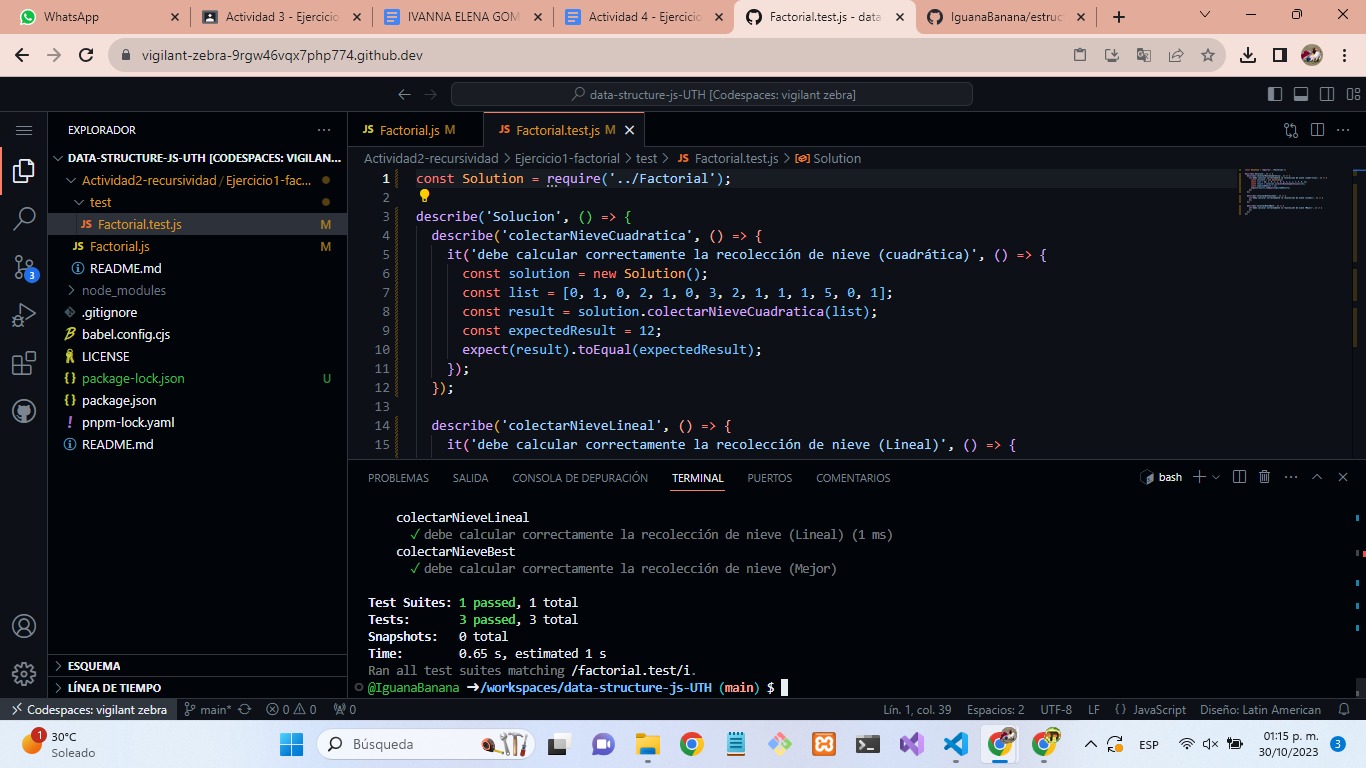 WhatsApp
Actividad 3 - Ejercicio
IVANNA ELENA GOM
Actividad 4 - Ejercicio
Factorial.test.js - data
IguanaBanana/estruc
vigilant-zebra-9rgw46vqx7php774.github.dev
data-structure-js-UTH [Codespaces: vigilant zebra]
EXPLORADOR
DATA-STRUCTURE-JS-UTH [CODESPACES: VIGILAN...
Actividad2-recursividad / Ejercicio1-fac...
test
JS Factorial.test.js M
JS Factorial.js M
README.md
node_modules
.gitignore
babel.config.cjs
LICENSE
package-lock.json U
package.json
pnpm-lock.yaml
README.md
ESQUEMA
LÍNEA DE TIEMPO
3
JS Factorial.js M
JS Factorial.test.js M
Actividad2-recursividad > Ejercicio1-factorial > test > JS Factorial.test.js > Solution
1 const Solution = require('../Factorial');
2
3 describe('Solucion', () => {
4 describe('colectarNieveCuadratica', () => {
5 it('debe calcular correctamente la recolección de nieve (cuadrática)', () => {
6 const solution = new Solution();
7 const list = [0, 1, 0, 2, 1, 0, 3, 2, 1, 1, 1, 5, 0, 1];
8 const result = solution.colectarNieveCuadratica(list);
9 const expectedResult = 12;
10 expect(result).toEqual(expectedResult);
11 });
12 });
13
14 describe('colectarNieveLineal', () => {
15 it('debe calcular correctamente la recolección de nieve (Lineal)', () => {
PROBLEMAS SALIDA CONSOLA DE DEPURACIÓN TERMINAL PUERTOS COMENTARIOS
bash
colectarNieveLineal
✓ debe calcular correctamente la recolección de nieve (Lineal) (1 ms)
colectarNieveBest
✓ debe calcular correctamente la recolección de nieve (Mejor)
Test Suites: 1 passed, 1 total
Tests: 3 passed, 3 total
Snapshots: 0 total
Time: 0.65 s, estimated 1 s
Ran all test suites matching /factorial.test/i.
@IguanaBanana ➜/workspaces/data-structure-js-UTH (main) $
Codespaces: vigilant zebra main* 0 0 0
Lín. 1, col. 39 Espacios: 2 UTF-8 LF {} JavaScript Diseño: Latin American
1
30°C
Soleado
Búsqueda
ESP
01:15 p. m.
30/10/2023
3